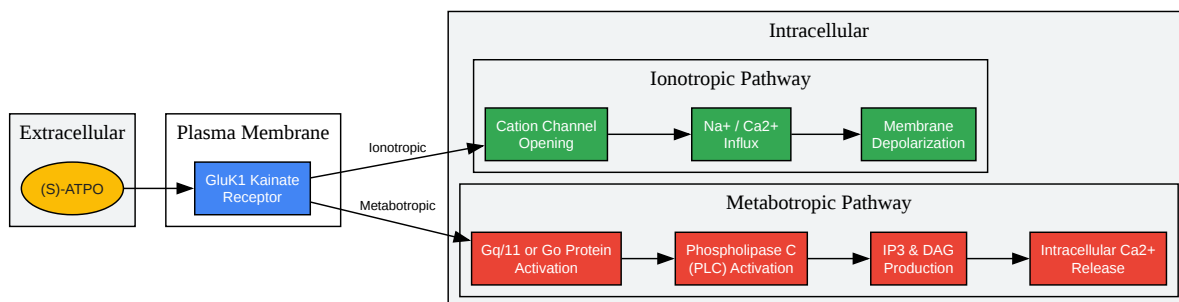 Intracellular
Ionotropic Pathway
Extracellular
Plasma Membrane
Cation Channel
Opening
Na+ / Ca2+
Influx
Membrane
Depolarization
Ionotropic
(S)-ATPO
GluK1 Kainate
Receptor
Metabotropic
Metabotropic Pathway
Gq/11 or Go Protein
Activation
Phospholipase C
(PLC) Activation
IP3 & DAG
Production
Intracellular Ca2+
Release